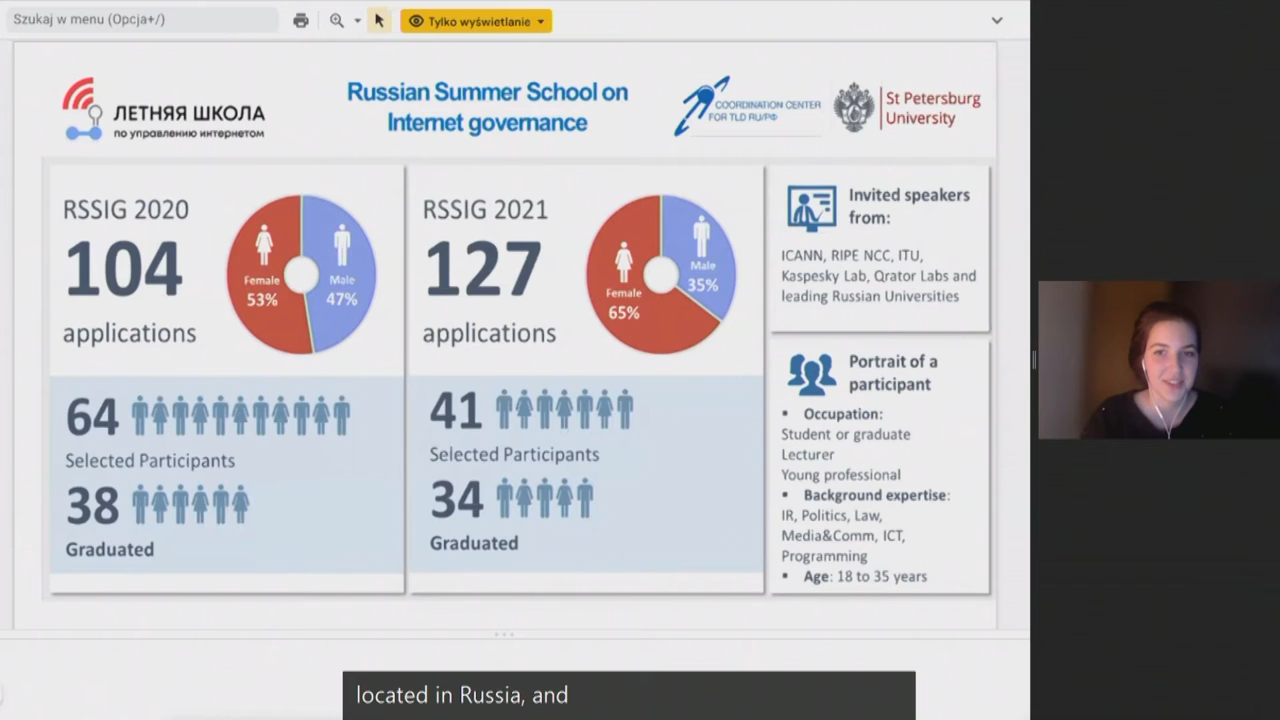 Szukaj w menu (Opcja+/)
Tylko wyświetlanie
ЛЕТНЯЯ ШКОЛА
по управлению интернетом
Russian Summer School on
Internet governance
COORDINATION CENTER
FOR TLD RU/РФ
St Petersburg
University
RSSIG 2020
104
applications
Female
53%
Male
47%
64
Selected Participants
38
Graduated
RSSIG 2021
127
applications
Female
65%
Male
35%
41
Selected Participants
34
Graduated
Invited speakers
from:
ICANN, RIPE NCC, ITU,
Kaspesky Lab, Qrator Labs and
leading Russian Universities
Portrait of a
participant
▪ Occupation:
Student or graduate
Lecturer
Young professional
▪ Background expertise:
IR, Politics, Law,
Media&Comm, ICT,
Programming
▪ Age: 18 to 35 years
located in Russia, and